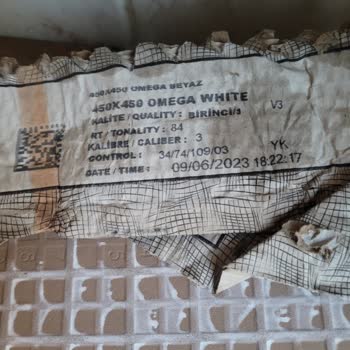 450X450 OMEGA BEYAZ
450X450 OMEGA WHITE V3
KALİTE / QUALITY : BİRİNCİ/3
RT / TONALITY : 84
KALİBRE / CALIBER : 3
CONTROL : 34/74/109/03 YK
DATE / TIME : 09/06/2023 18:22:17